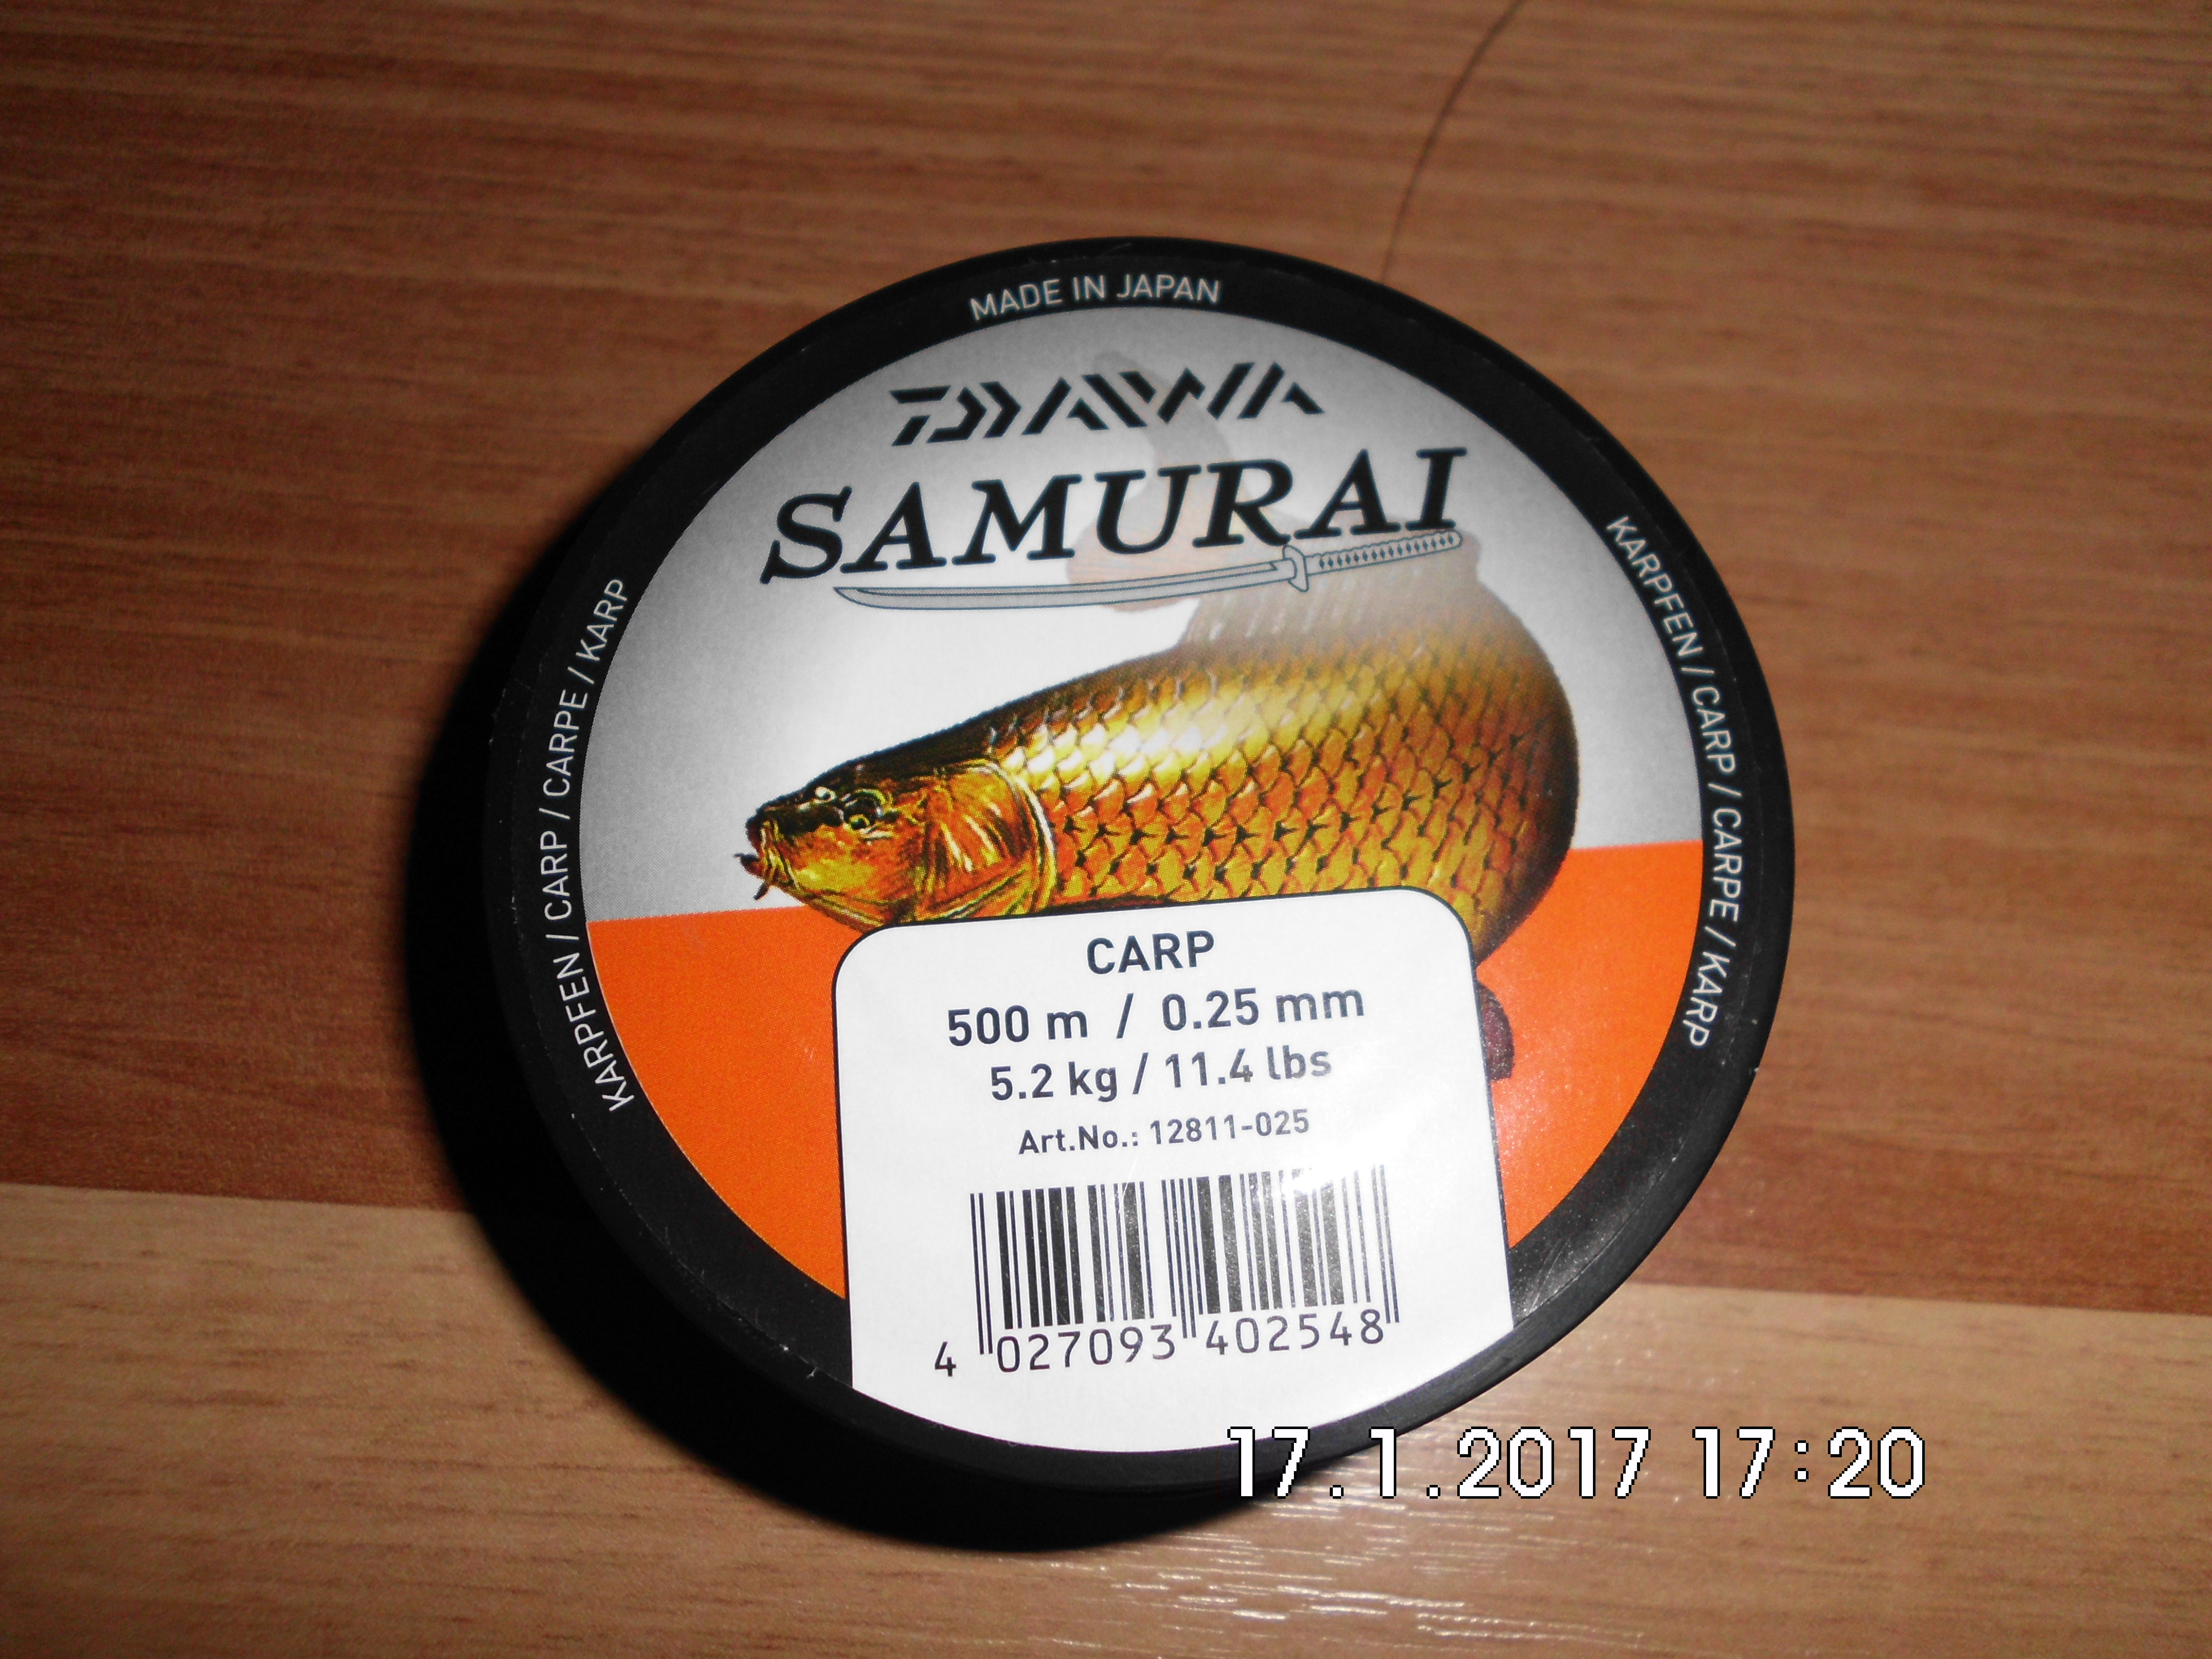 MADE IN JAPAN
DAIWA
SAMURAI
KARPFEN / CARP / CARPE / KARP
KARPFEN / CARP / CARPE / KARP
CARP
500 m / 0.25 mm
5.2 kg / 11.4 lbs
Art.No.: 12811-025
4 027093 402548
17.1.2017 17:20